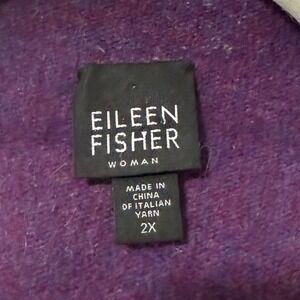 EILEEN
FISHER
WOMAN
MADE IN
CHINA
OF ITALIAN
YARN
2X